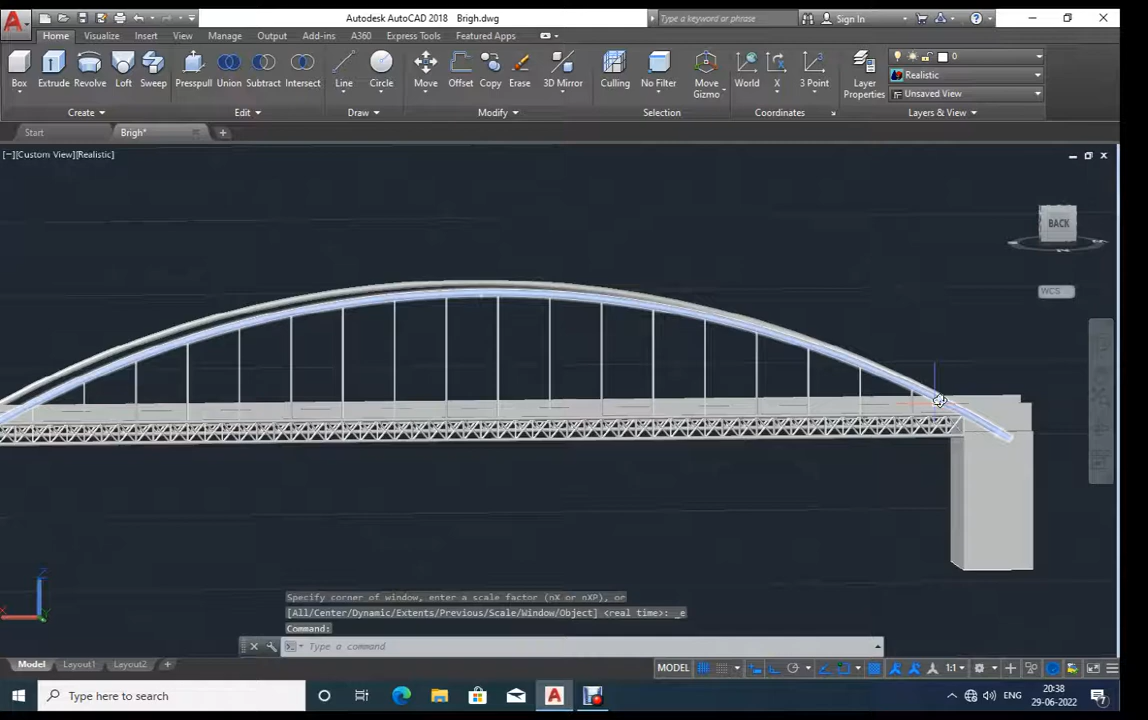 Autodesk AutoCAD 2018 Brigh.dwg
Type a keyword or phrase
Sign In
Home Visualize Insert View Manage Output Add-ins A360 Express Tools Featured Apps
Box Extrude Revolve Loft Sweep Presspull Union Subtract Intersect Line Circle Move Offset Copy Erase 3D Mirror Culling No Filter Move Gizmo World X 3 Point Layer Properties
0
Realistic
Unsaved View
Create Edit Draw Modify Selection Coordinates Layers & View
Start Brigh*
[−][Custom View][Realistic]
BACK
WCS
Z
Specify corner of window, enter a scale factor (nX or nXP), or
[All/Center/Dynamic/Extents/Previous/Scale/Window/Object] <real time>: _e
Command:
Type a command
Model Layout1 Layout2 +
MODEL 1:1
Type here to search
ENG
20:38
29-06-2022
7